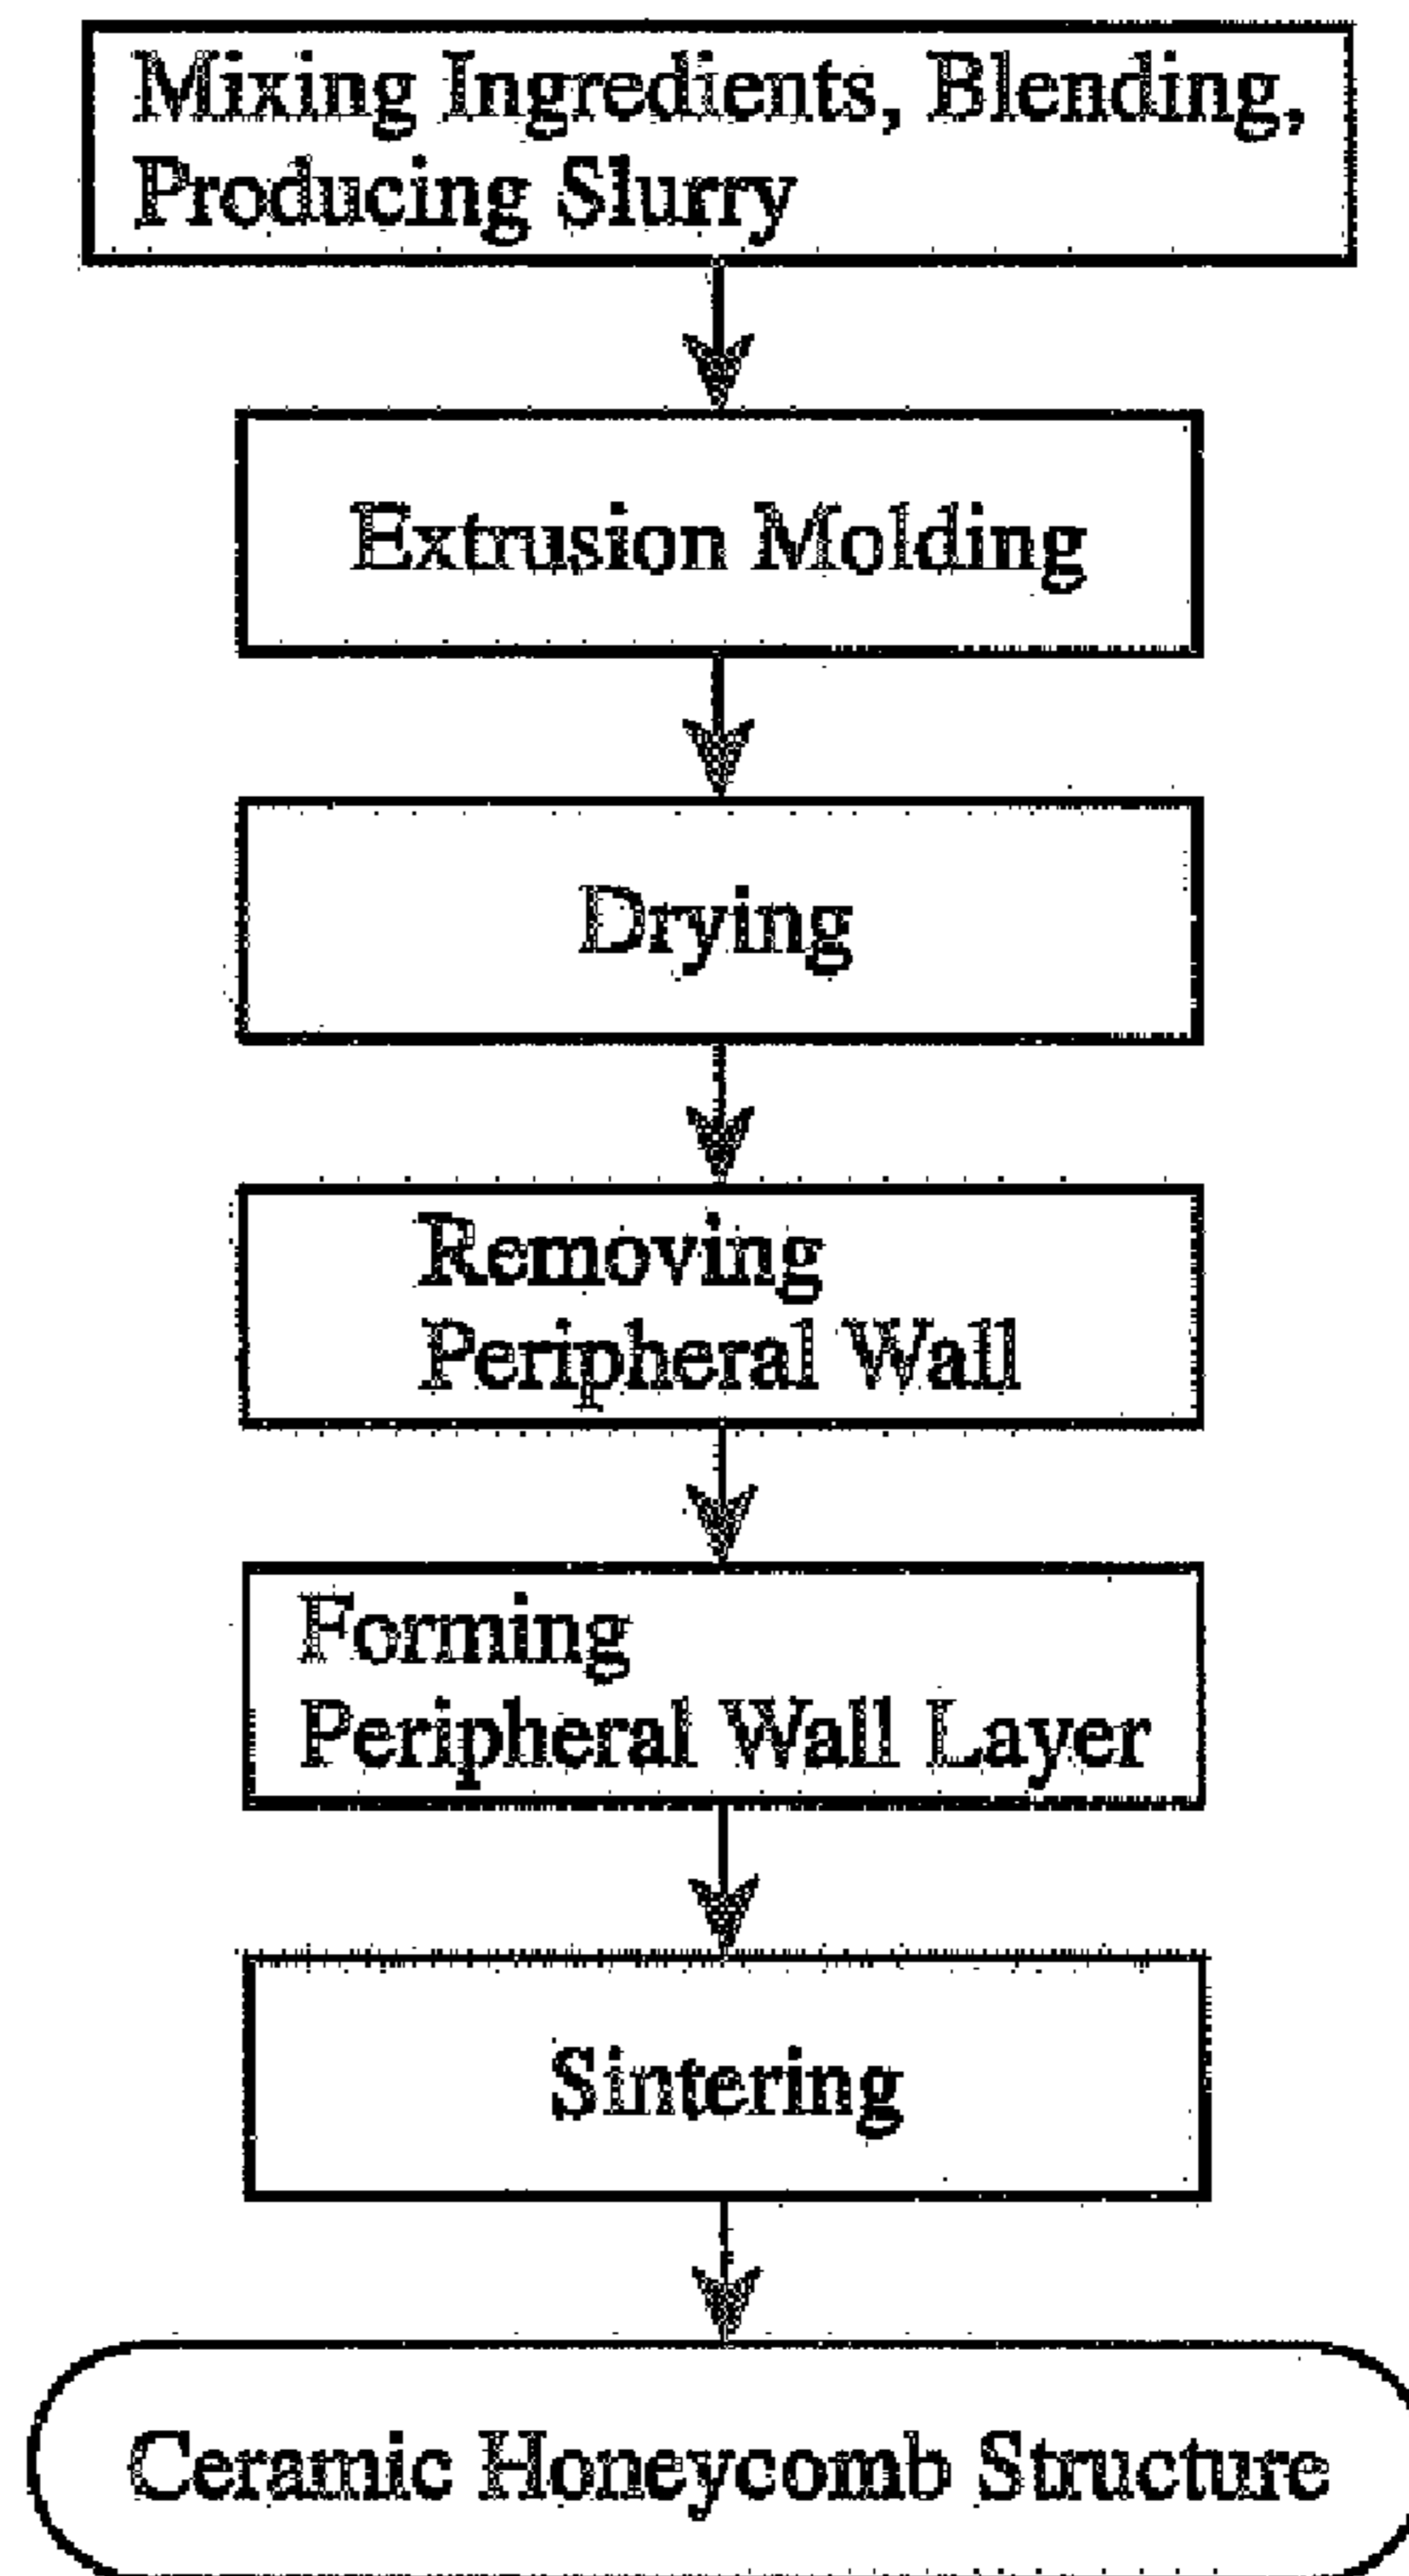 Mixing Ingredients, Blending,
Producing Slurry
Extrusion Molding
Drying
Removing
Peripheral Wall
Forming
Peripheral Wall Layer
Sintering
Ceramic Honeycomb Structure